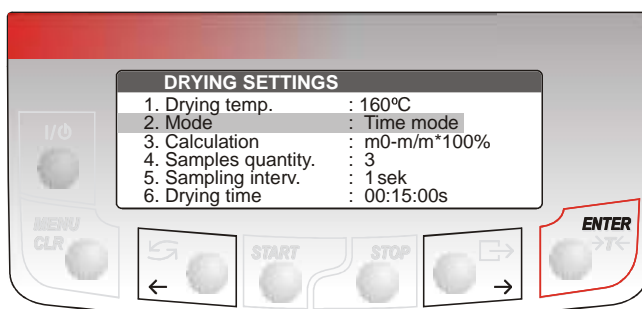 DRYING SETTINGS
1. Drying temp. : 160ºC
2. Mode : Time mode
3. Calculation : m0-m/m*100%
4. Samples quantity. : 3
5. Sampling interv. : 1 sek
6. Drying time : 00:15:00s
I/⏻
MENU
CLR
←
START
STOP
→
ENTER
→T←